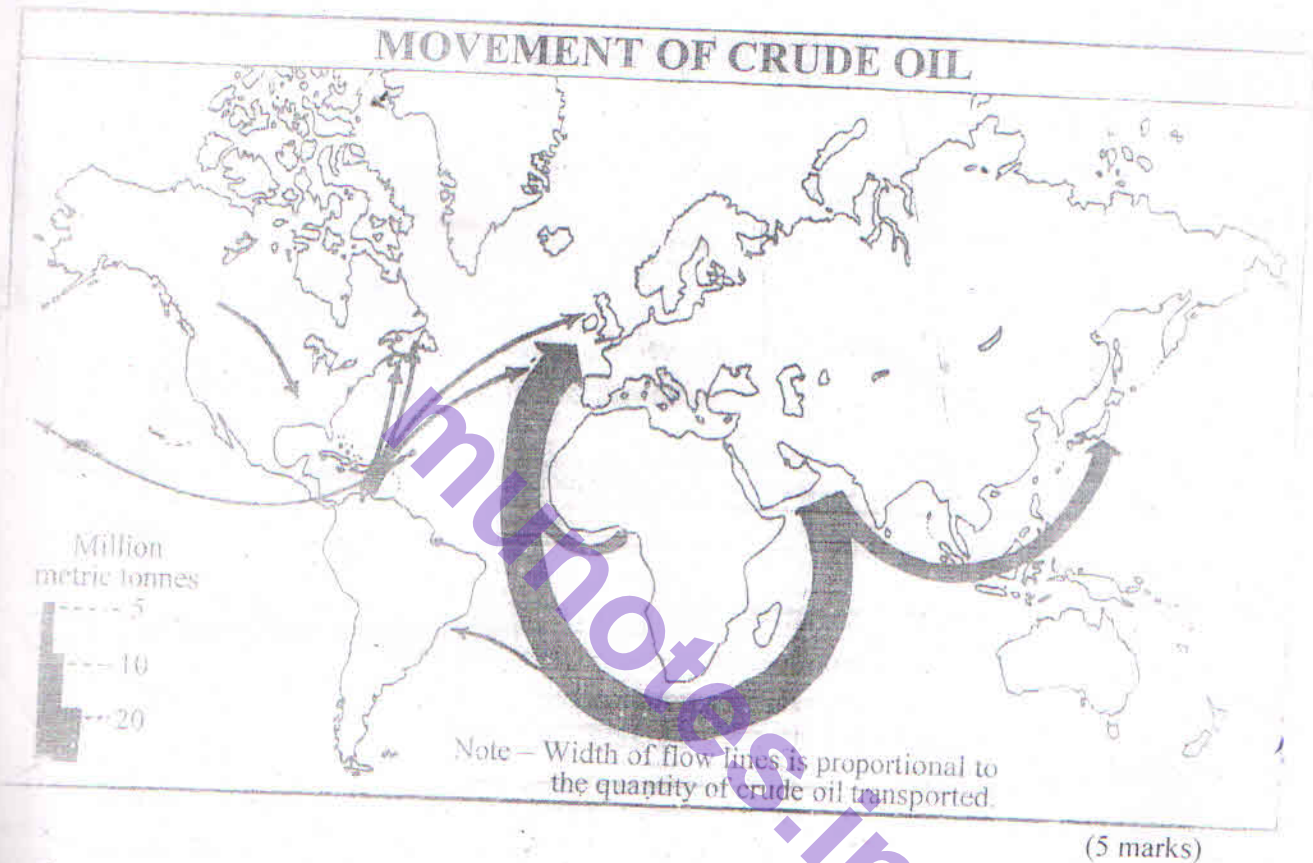 MOVEMENT OF CRUDE OIL
Million
metric tonnes
5
10
20
Note – Width of flow lines is proportional to
the quantity of crude oil transported.
(5 marks)
munotes.in